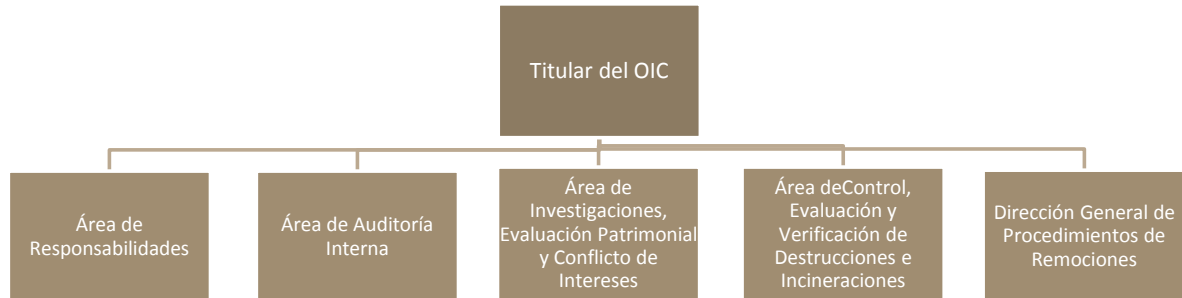 Titular del OIC
Área de
Responsabilidades
Área de Auditoría
Interna
Área de
Investigaciones,
Evaluación Patrimonial
y Conflicto de
Intereses
Área deControl,
Evaluación y
Verificación de
Destrucciones e
Incineraciones
Dirección General de
Procedimientos de
Remociones